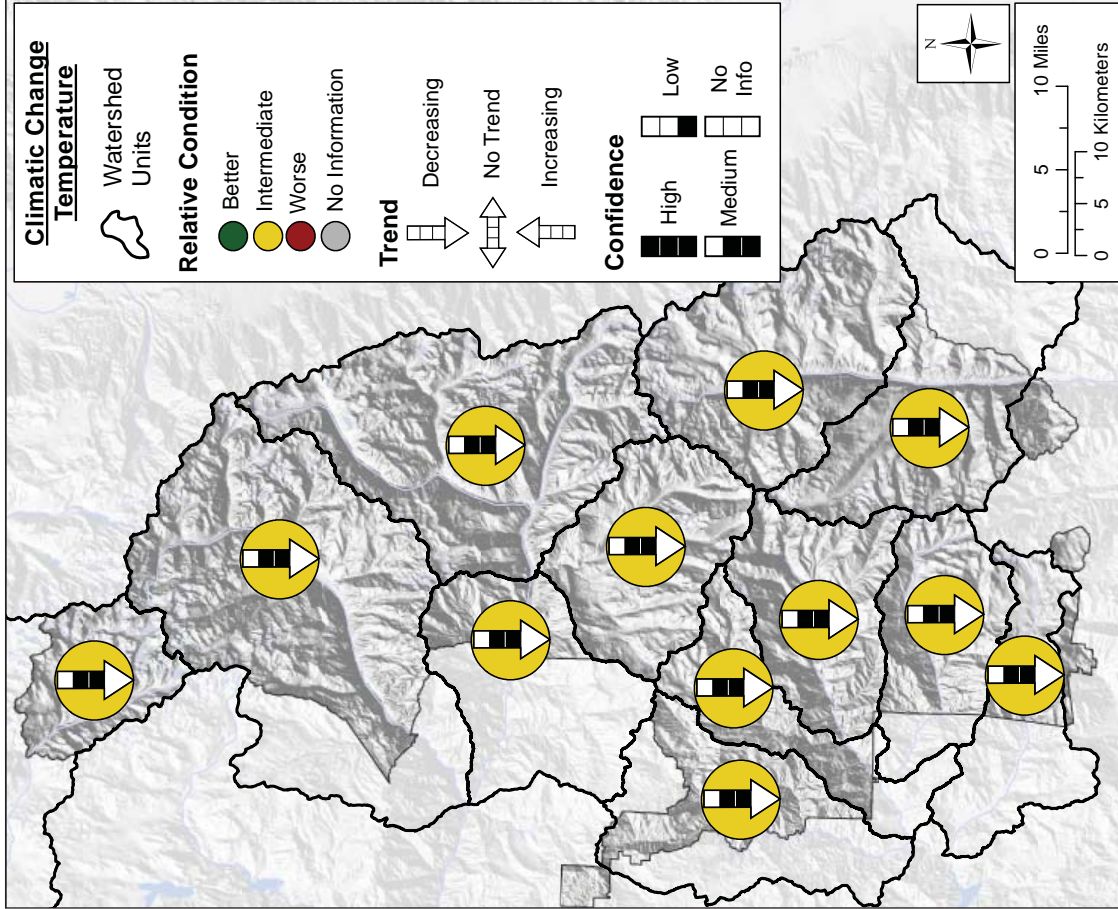 Climatic Change
Temperature
Watershed
Units
Relative Condition
Better
Intermediate
Worse
No Information
Trend
Decreasing
No Trend
Increasing
Confidence
High
Low
Medium
No
Info
N
0 5 10 Miles
0 5 10 Kilometers